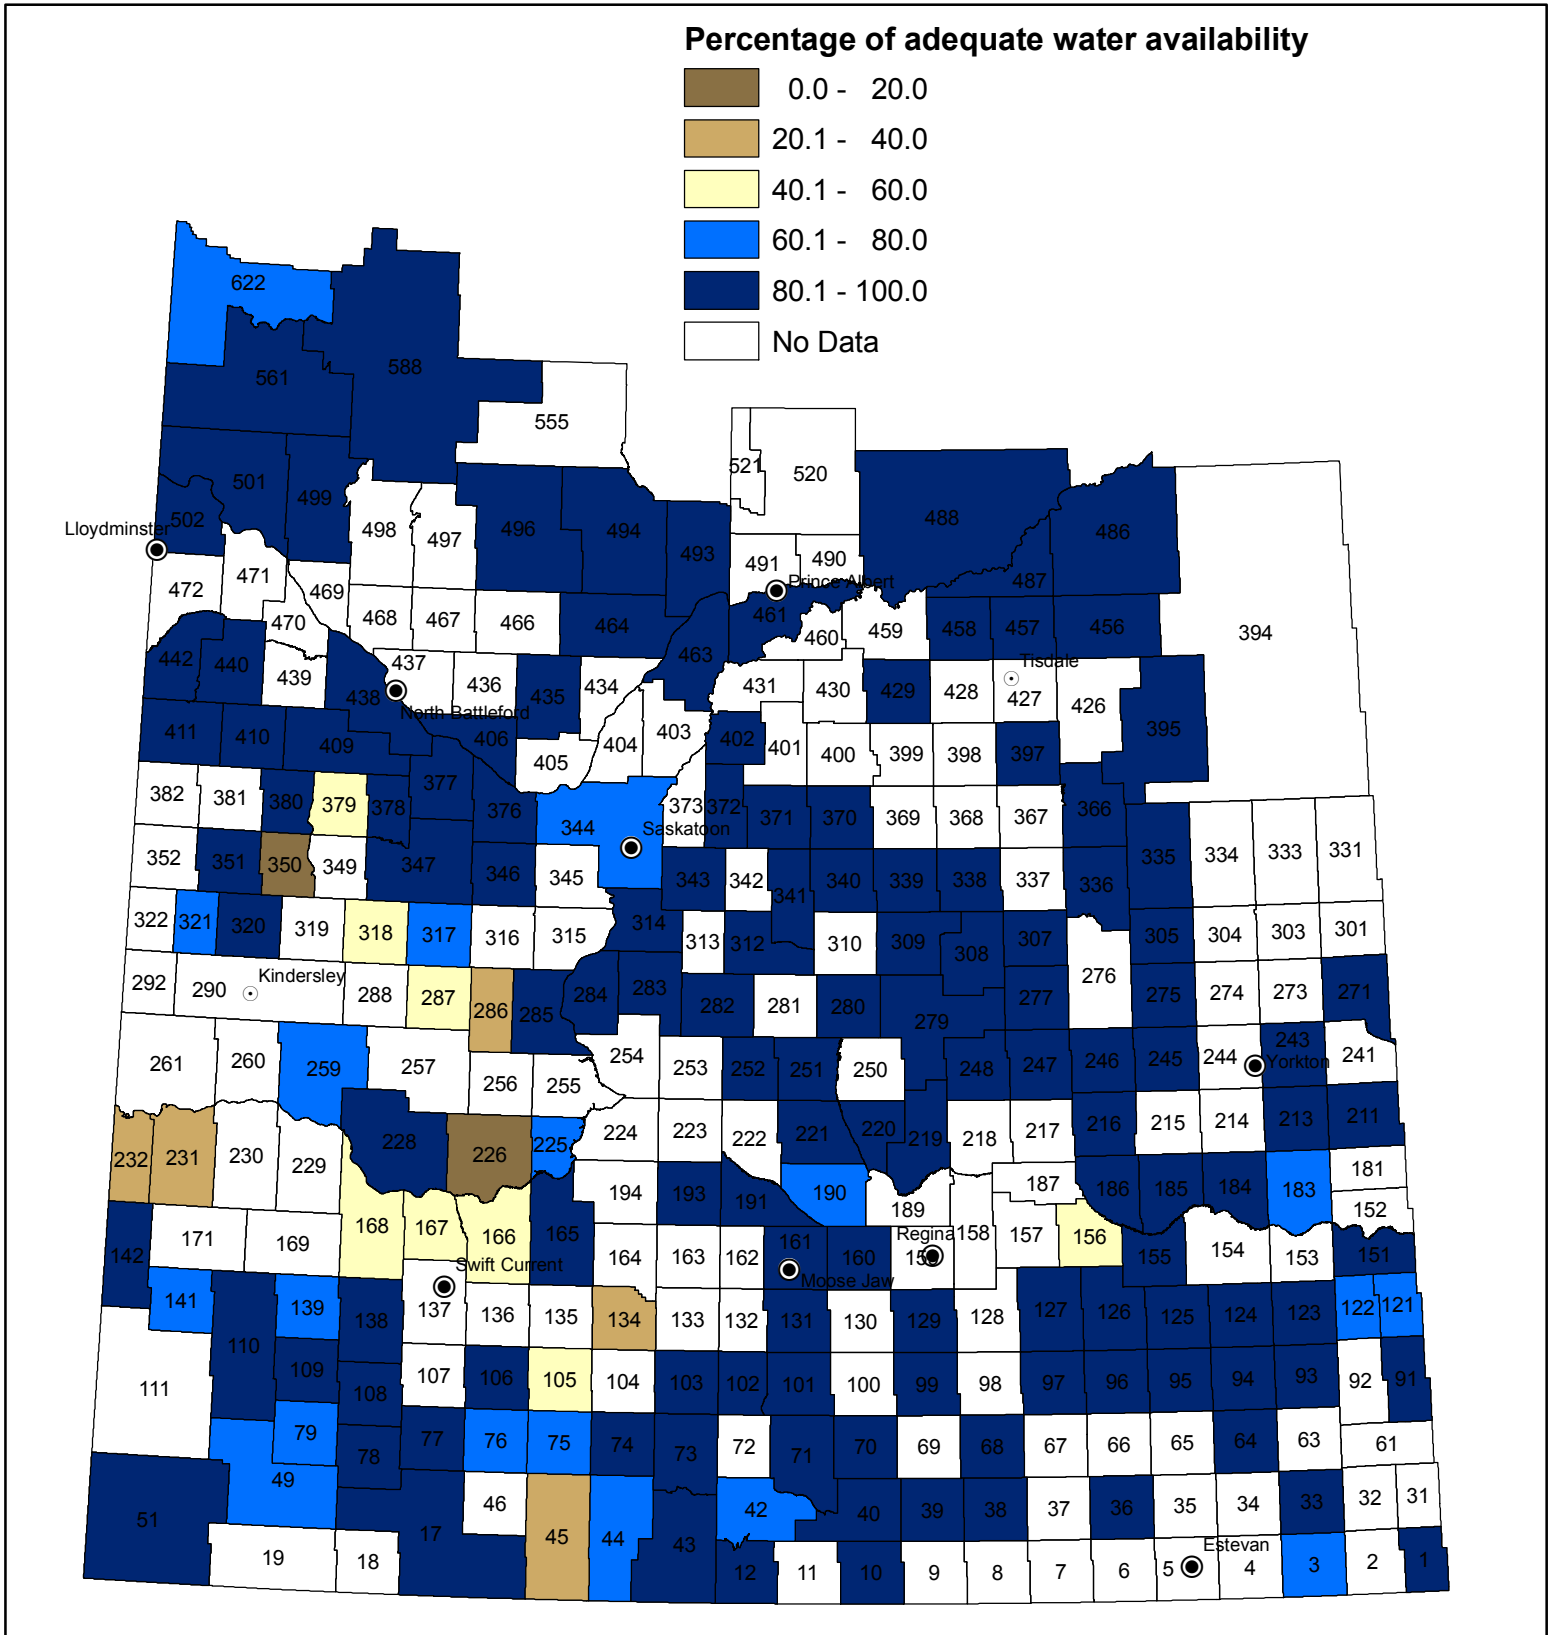 Percentage of adequate water availability
0.0 - 20.0
20.1 - 40.0
40.1 - 60.0
60.1 - 80.0
80.1 - 100.0
No Data
622
588
561
555
521 520
501 499 498 497 496 494 493 488 486
502
Lloydminster
472 471 469 491 490 487
Prince Albert
470 468 467 466 464 461 460 459 458 457 456 394
442 440 439 438 437 436 435 434 463 431 430 429 428 427 426
Tisdale
North Battleford
411 410 409 406 405 404 403 402 401 400 399 398 397 395
382 381 380 379 378 377 376 344 373 372 371 370 369 368 367 366
Saskatoon
352 351 350 349 347 346 345 343 342 341 340 339 338 337 336 335 334 333 331
322 321 320 319 318 317 316 315 314 313 312 310 309 308 307 305 304 303 301
292 290 288 287 286 285 284 283 282 281 280 279 277 276 275 274 273 271
Kindersley
261 260 259 257 256 255 254 253 252 251 250 248 247 246 245 244 243 241
Yorkton
232 231 230 229 228 226 225 224 223 222 221 220 219 218 217 216 215 214 213 211
194 193 191 190 189 187 186 185 184 183 181
152
142 171 169 168 167 166 165 164 163 162 161 160 158 157 156 155 154 153 151
Swift Current
Regina
Moose Jaw
141 139 138 137 136 135 134 133 132 131 130 129 128 127 126 125 124 123 122 121
111 110 109 108 107 106 105 104 103 102 101 100 99 98 97 96 95 94 93 92 91
79 78 77 76 75 74 73 72 71 70 69 68 67 66 65 64 63 61
51 49 46 45 44 43 42 40 39 38 37 36 35 34 33 32 31
19 18 17 12 11 10 9 8 7 6 5 4 3 2 1
Estevan